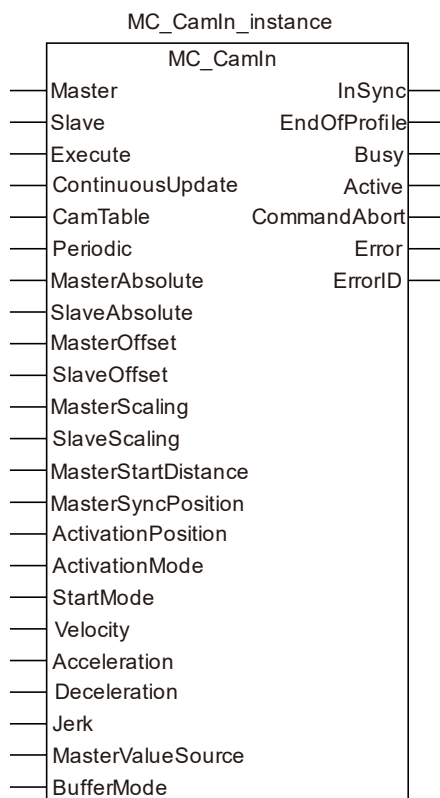 MC_CamIn_instance
MC_CamIn
Master InSync
Slave EndOfProfile
Execute Busy
ContinuousUpdate Active
CamTable CommandAbort
Periodic Error
MasterAbsolute ErrorID
SlaveAbsolute
MasterOffset
SlaveOffset
MasterScaling
SlaveScaling
MasterStartDistance
MasterSyncPosition
ActivationPosition
ActivationMode
StartMode
Velocity
Acceleration
Deceleration
Jerk
MasterValueSource
BufferMode